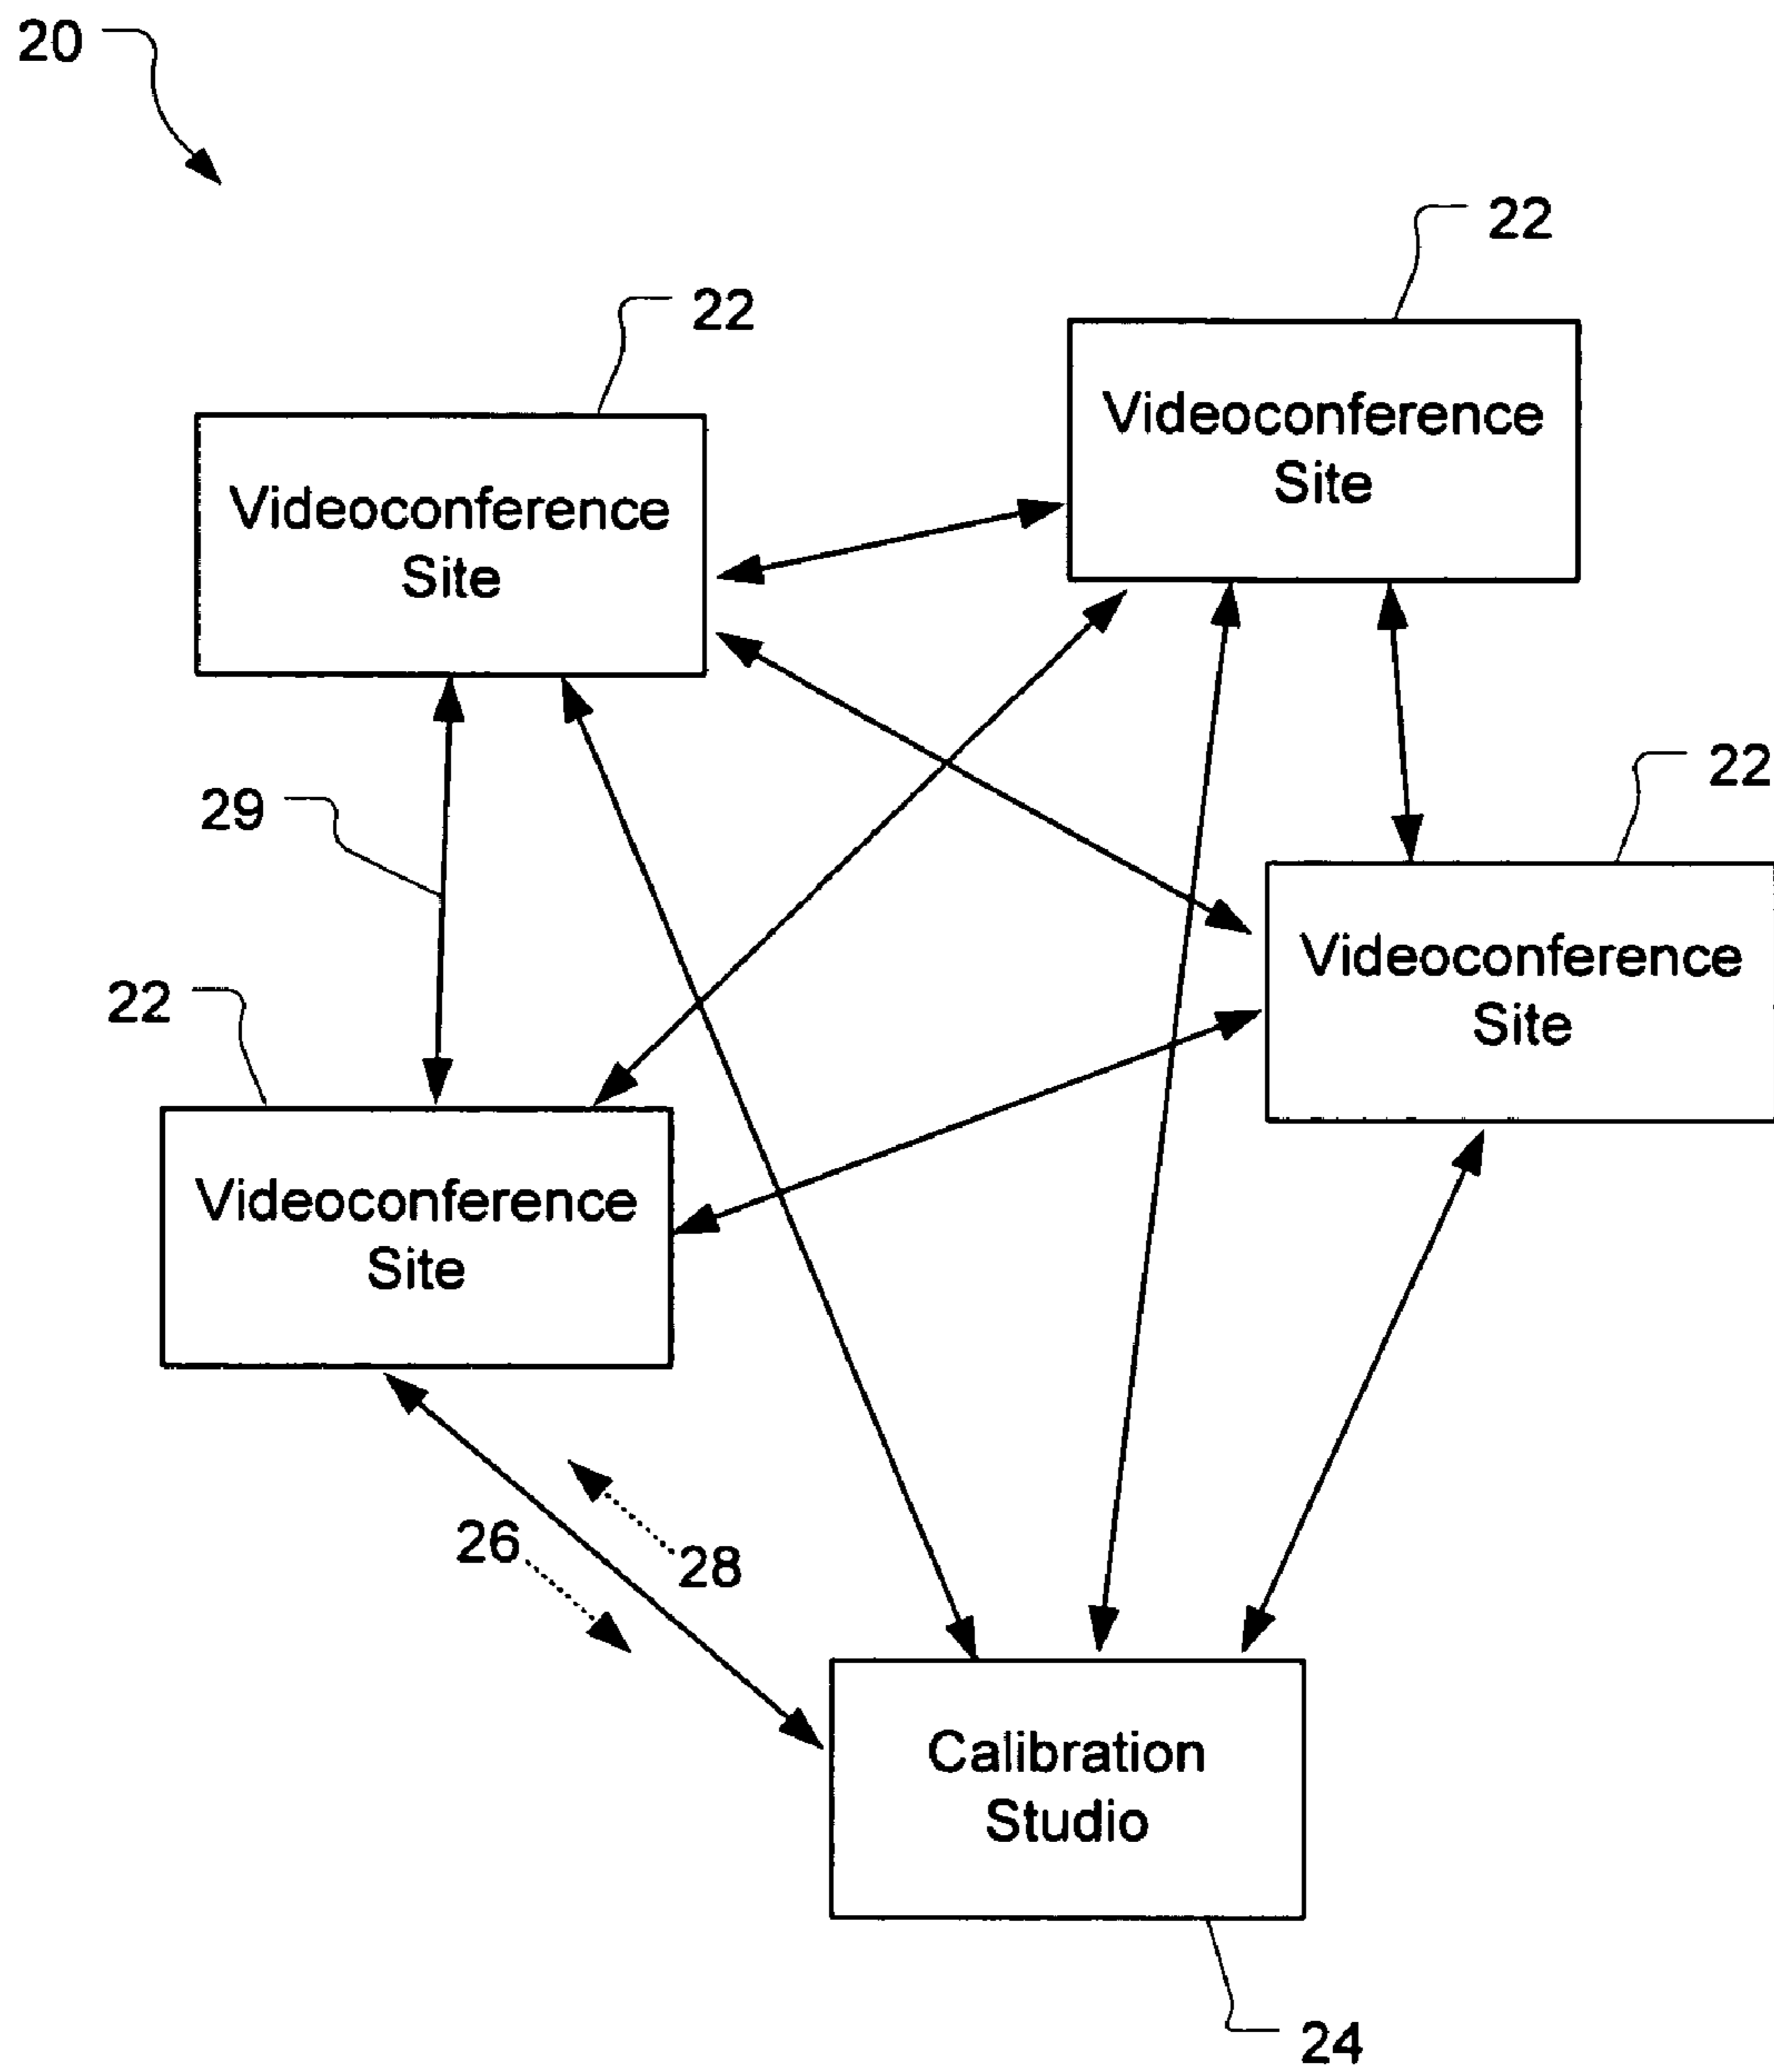 20
22
22
Videoconference
Site
Videoconference
Site
22
29
Videoconference
Site
22
Videoconference
Site
26
28
Calibration
Studio
24